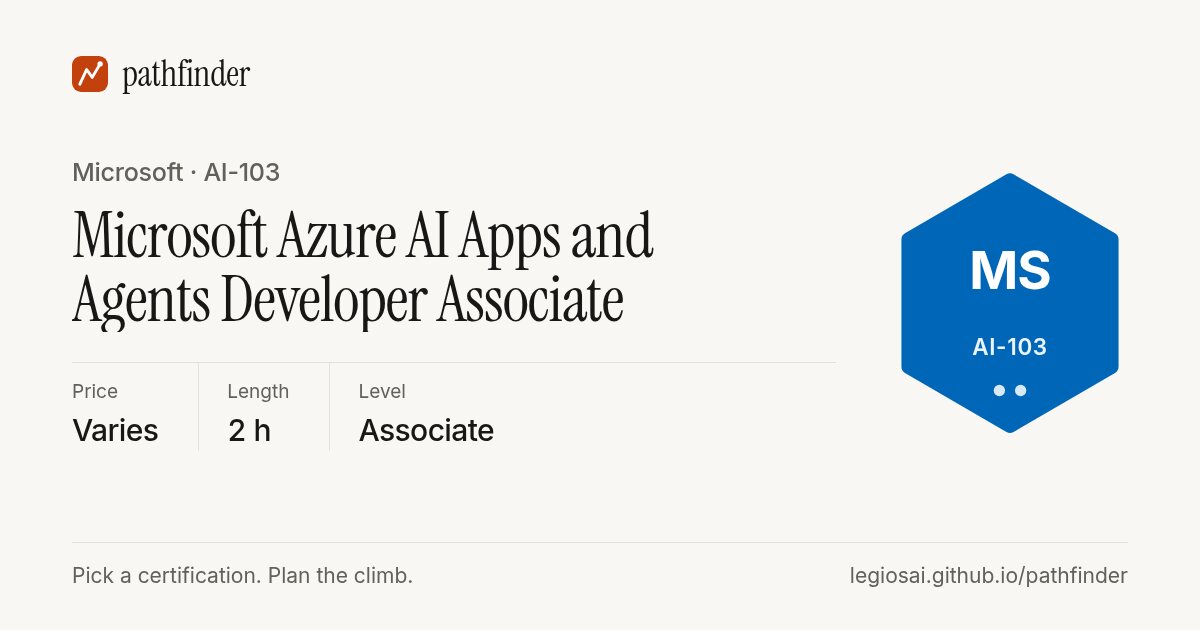 pathfinder
Microsoft · AI-103
Microsoft Azure AI Apps and
Agents Developer Associate
Price
Varies
Length
2 h
Level
Associate
MS
AI-103
Pick a certification. Plan the climb.
legiosai.github.io/pathfinder